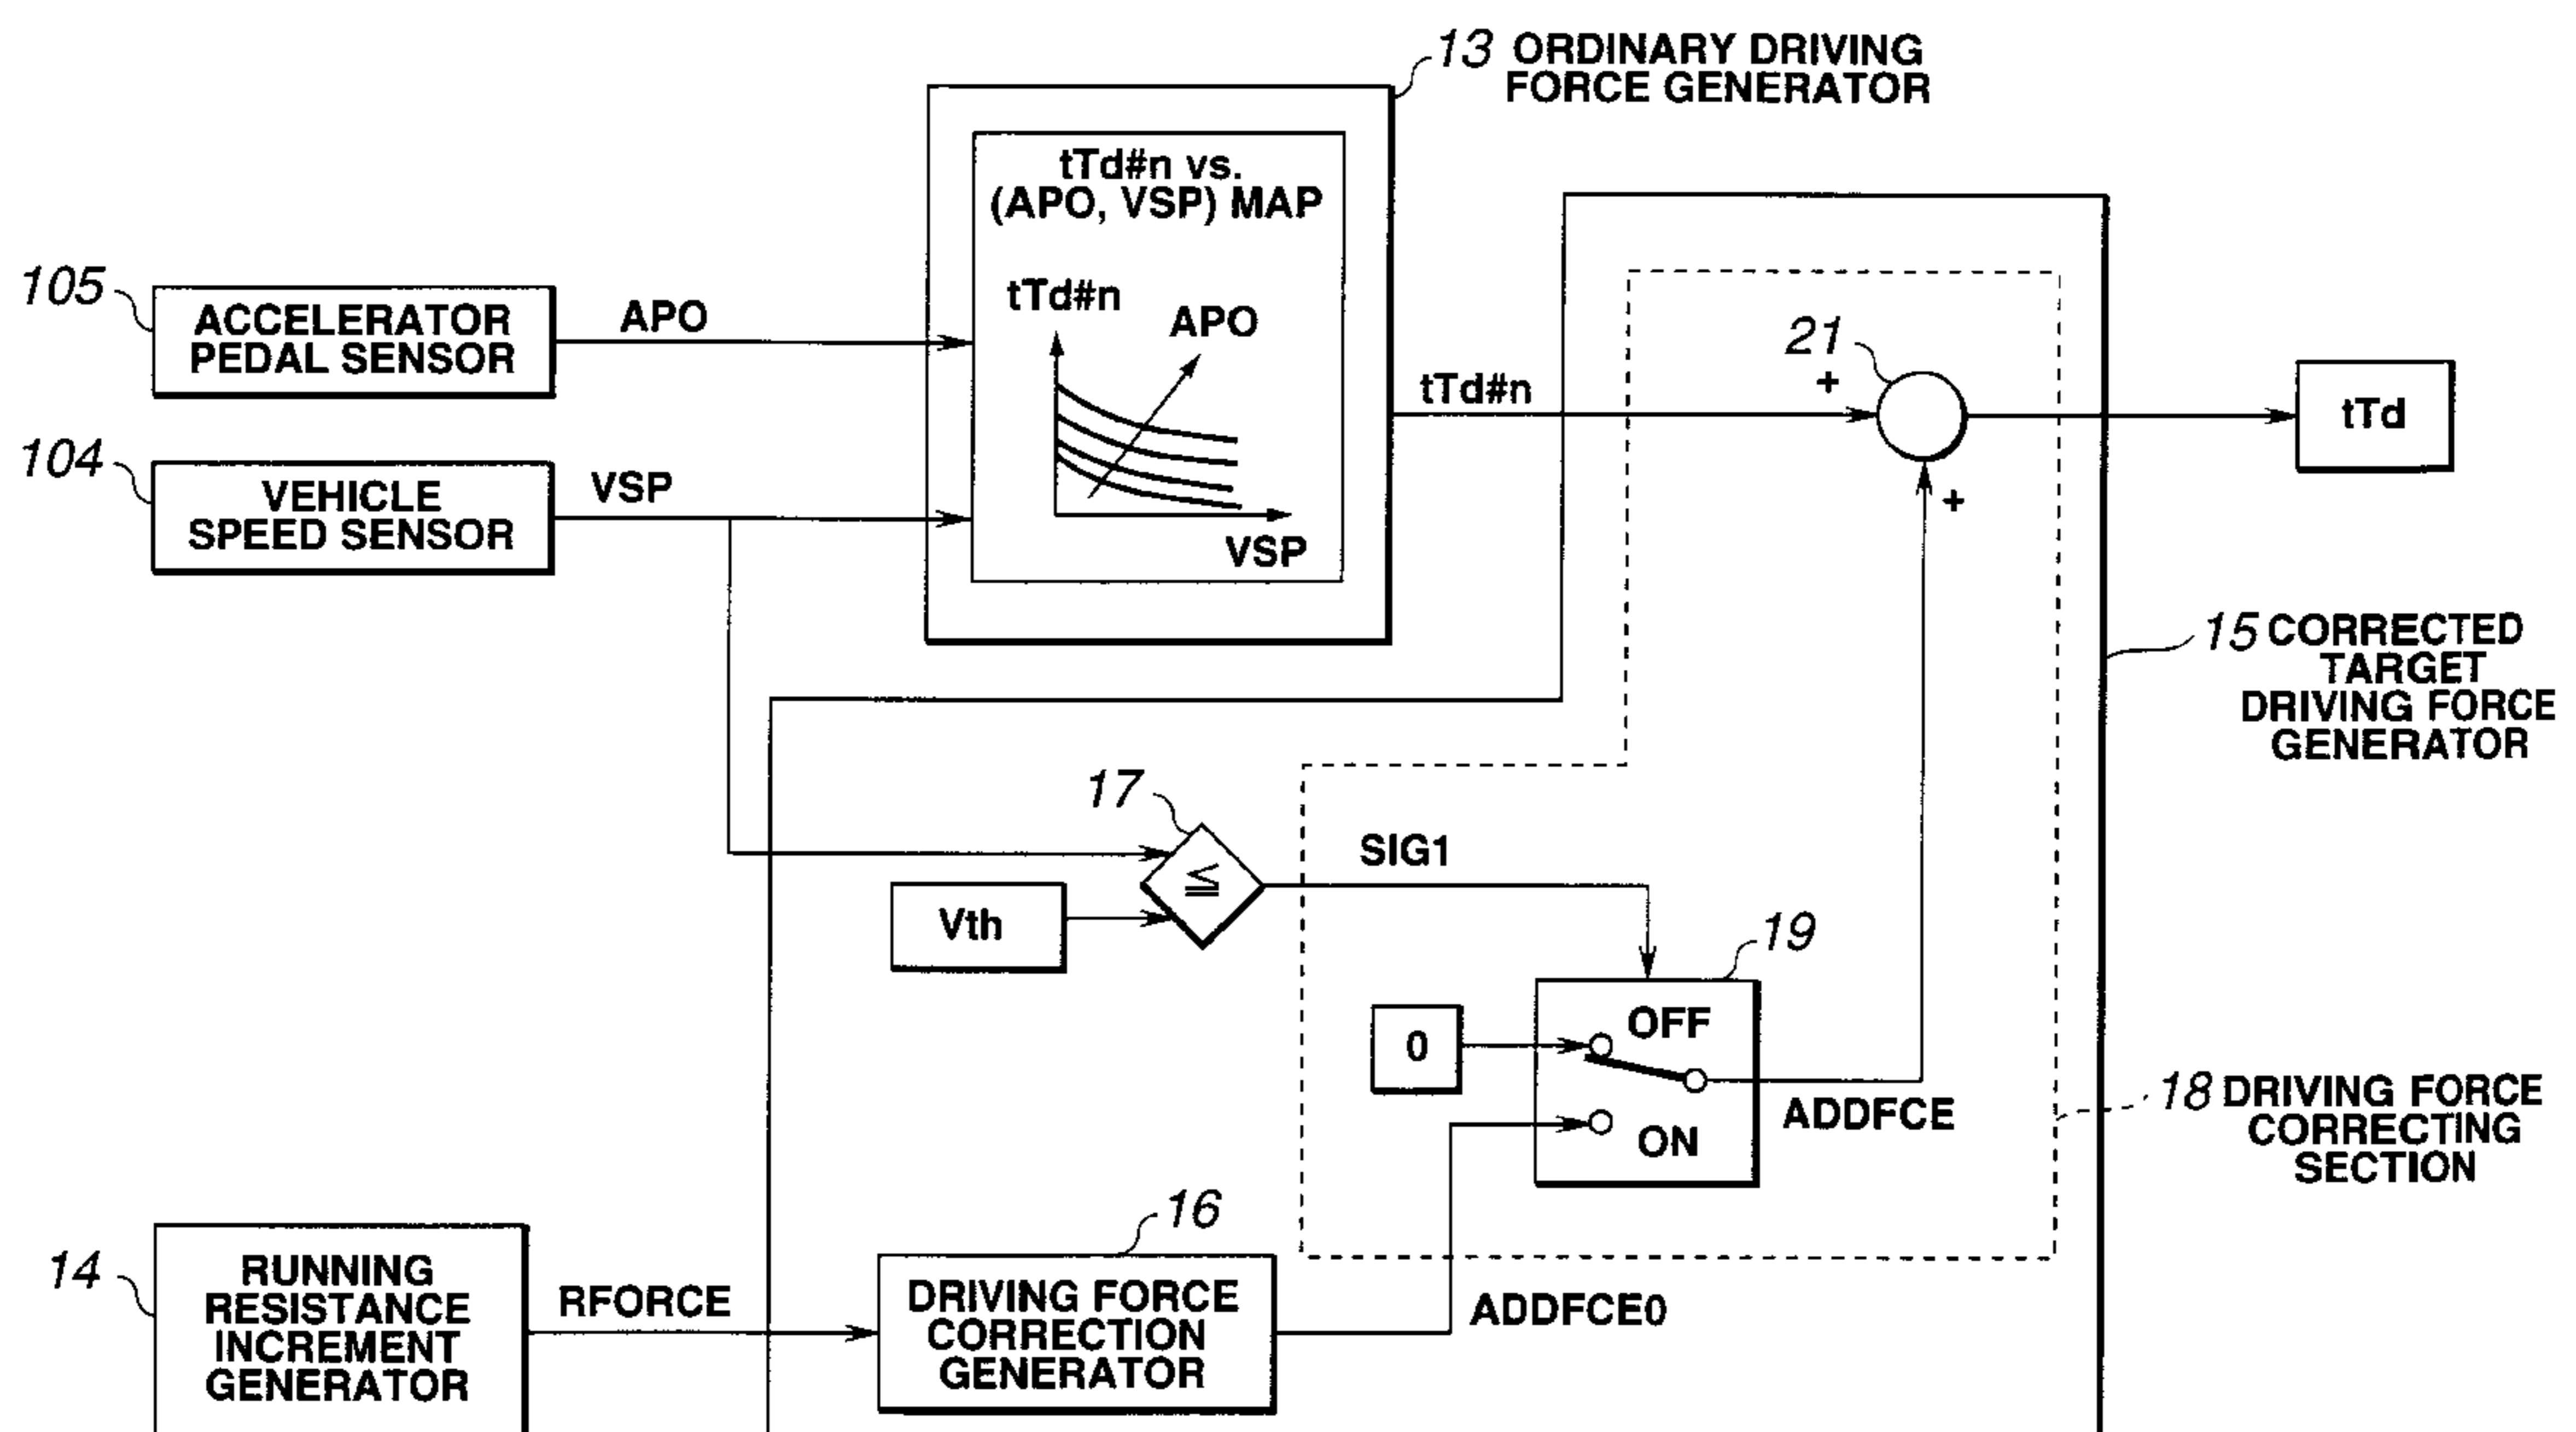 13 ORDINARY DRIVING
FORCE GENERATOR
tTd#n vs.
(APO, VSP) MAP
tTd#n
APO
VSP
105
ACCELERATOR
PEDAL SENSOR
APO
104
VEHICLE
SPEED SENSOR
VSP
tTd#n
21
+
+
tTd
15 CORRECTED
TARGET
DRIVING FORCE
GENERATOR
17
≦
Vth
SIG1
19
0
OFF
ON
ADDFCE
18 DRIVING FORCE
CORRECTING
SECTION
14
RUNNING
RESISTANCE
INCREMENT
GENERATOR
RFORCE
16
DRIVING FORCE
CORRECTION
GENERATOR
ADDFCE0